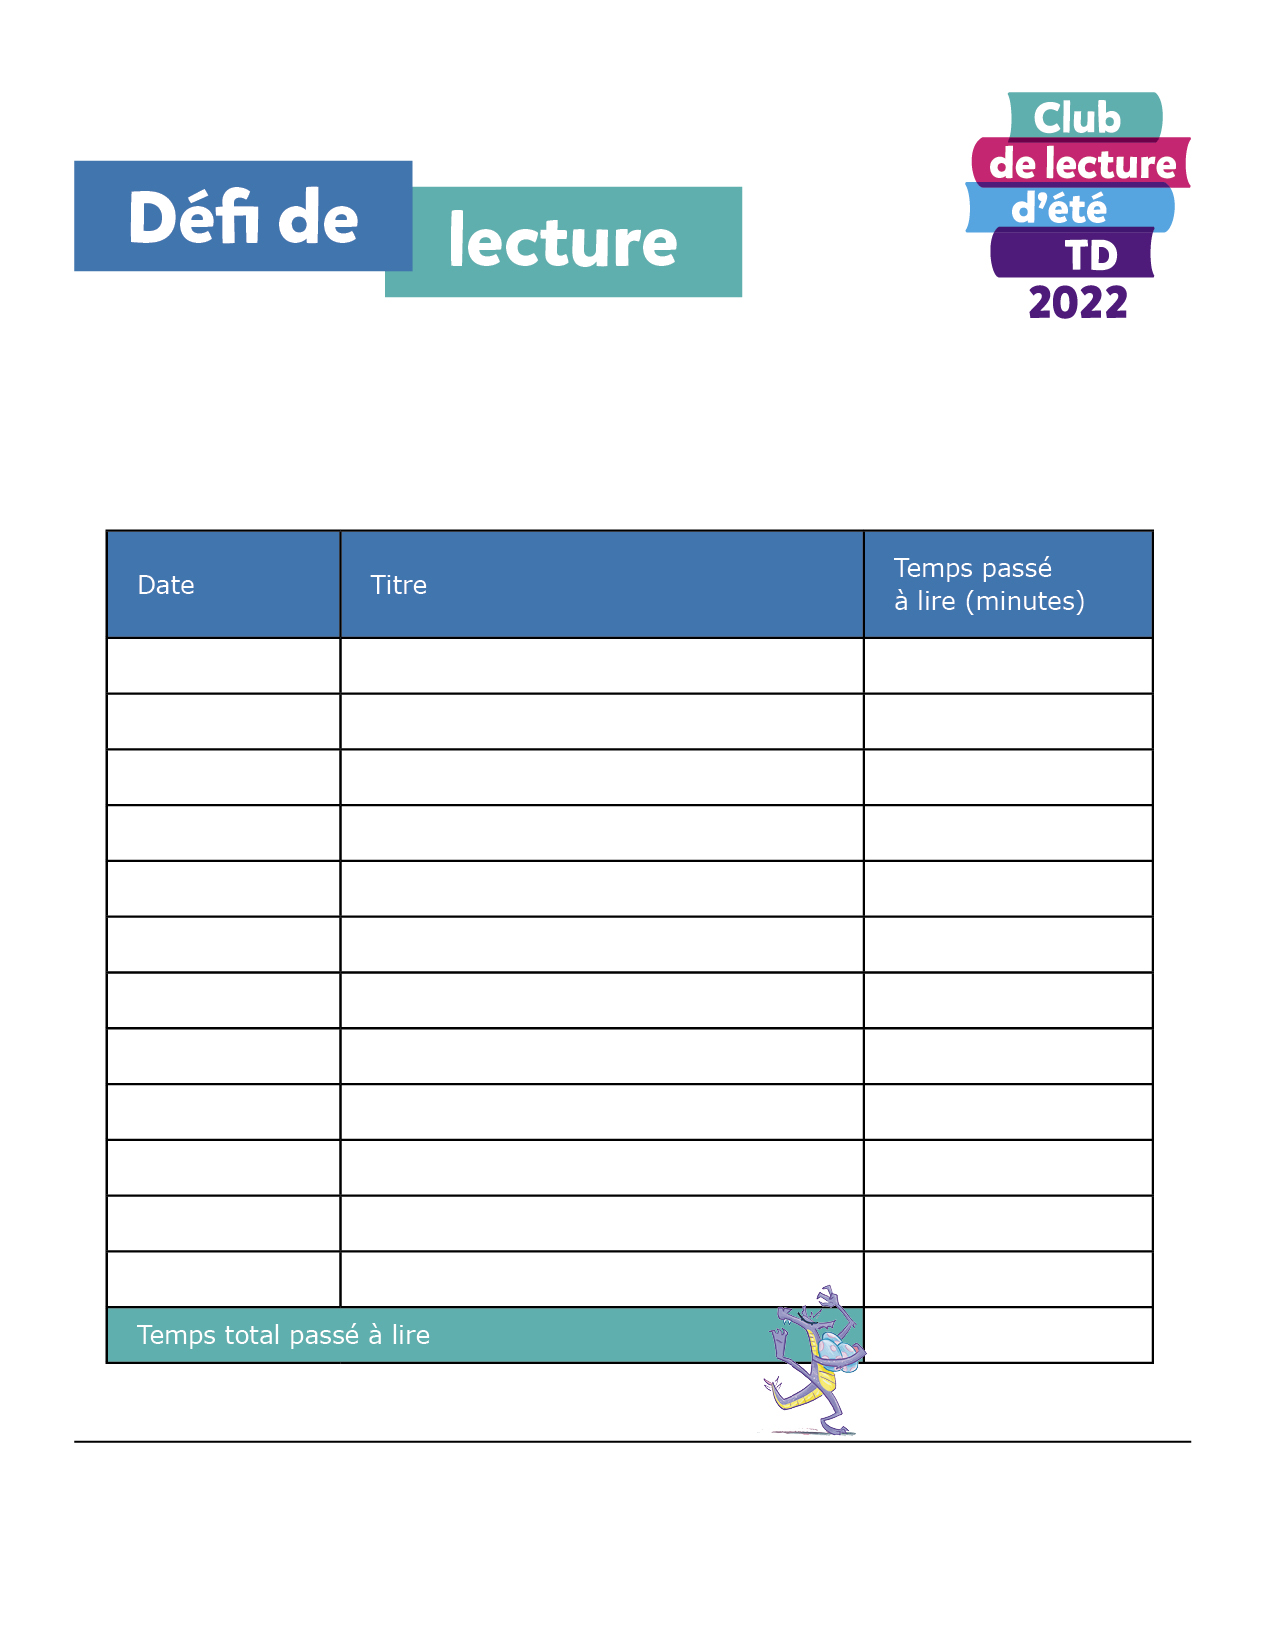 Défi de
lecture
Club
de lecture
d'été
TD
2022
Date
Titre
Temps passé
à lire (minutes)
Temps total passé à lire